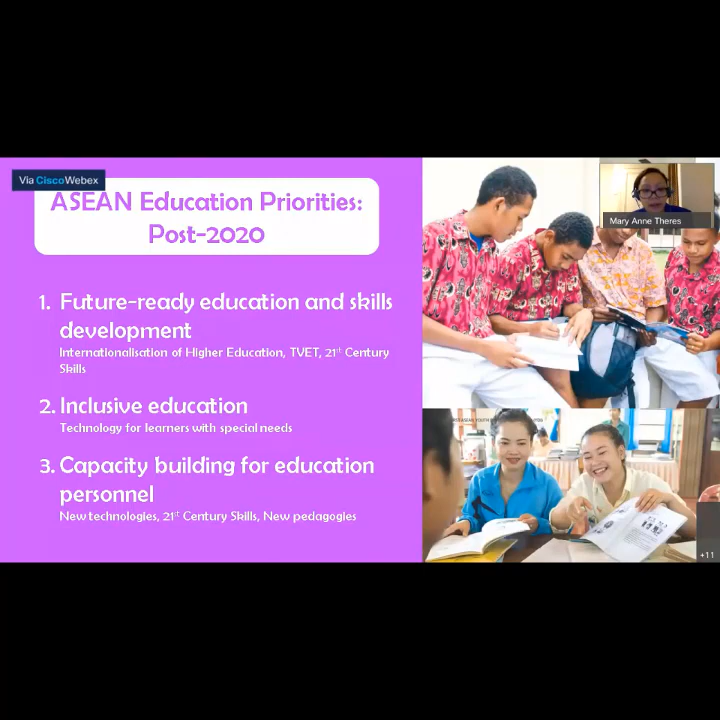 Via CiscoWebex
ASEAN Education Priorities:
Post-2020
1. Future-ready education and skills
development
Internationalisation of Higher Education, TVET, 21st Century
Skills
2. Inclusive education
Technology for learners with special needs
3. Capacity building for education
personnel
New technologies, 21st Century Skills, New pedagogies
Mary Anne Theres
ASEAN YOUTH
+11